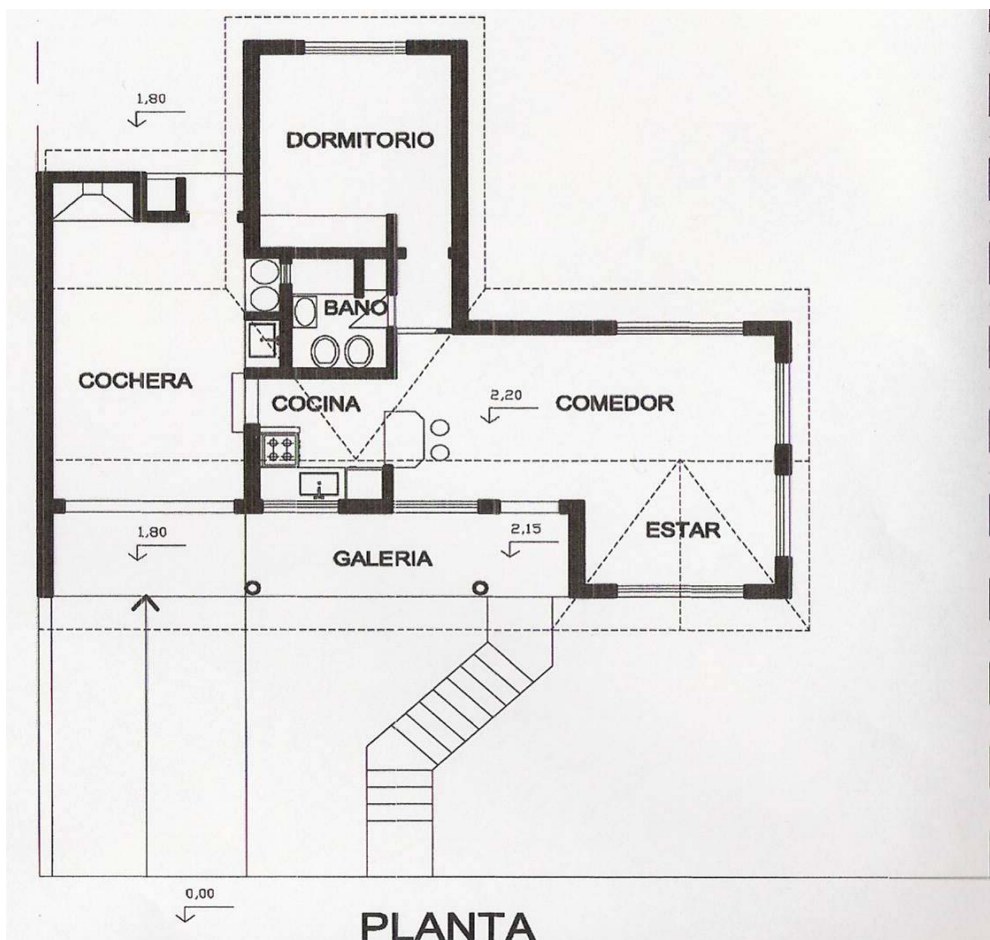 1,80
DORMITORIO
BANO
COCHERA
COCINA
2,20
COMEDOR
1,80
2,15
ESTAR
GALERIA
0,00
PLANTA